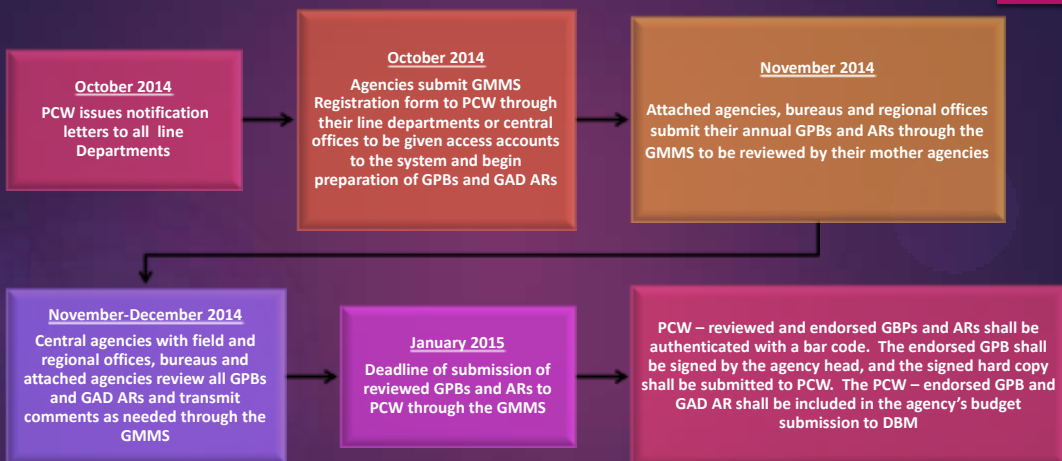 October 2014
PCW issues notification
letters to all line
Departments
October 2014
Agencies submit GMMS
Registration form to PCW through
their line departments or central
offices to be given access accounts
to the system and begin
preparation of GPBs and GAD ARs
November 2014
Attached agencies, bureaus and regional offices
submit their annual GPBs and ARs through the
GMMS to be reviewed by their mother agencies
November-December 2014
Central agencies with field and
regional offices, bureaus and
attached agencies review all GPBs
and GAD ARs and transmit
comments as needed through the
GMMS
January 2015
Deadline of submission of
reviewed GPBs and ARs to
PCW through the GMMS
PCW – reviewed and endorsed GBPs and ARs shall be
authenticated with a bar code.  The endorsed GPB shall
be signed by the agency head, and the signed hard copy
shall be submitted to PCW.  The PCW – endorsed GPB and
GAD AR shall be included in the agency's budget
submission to DBM